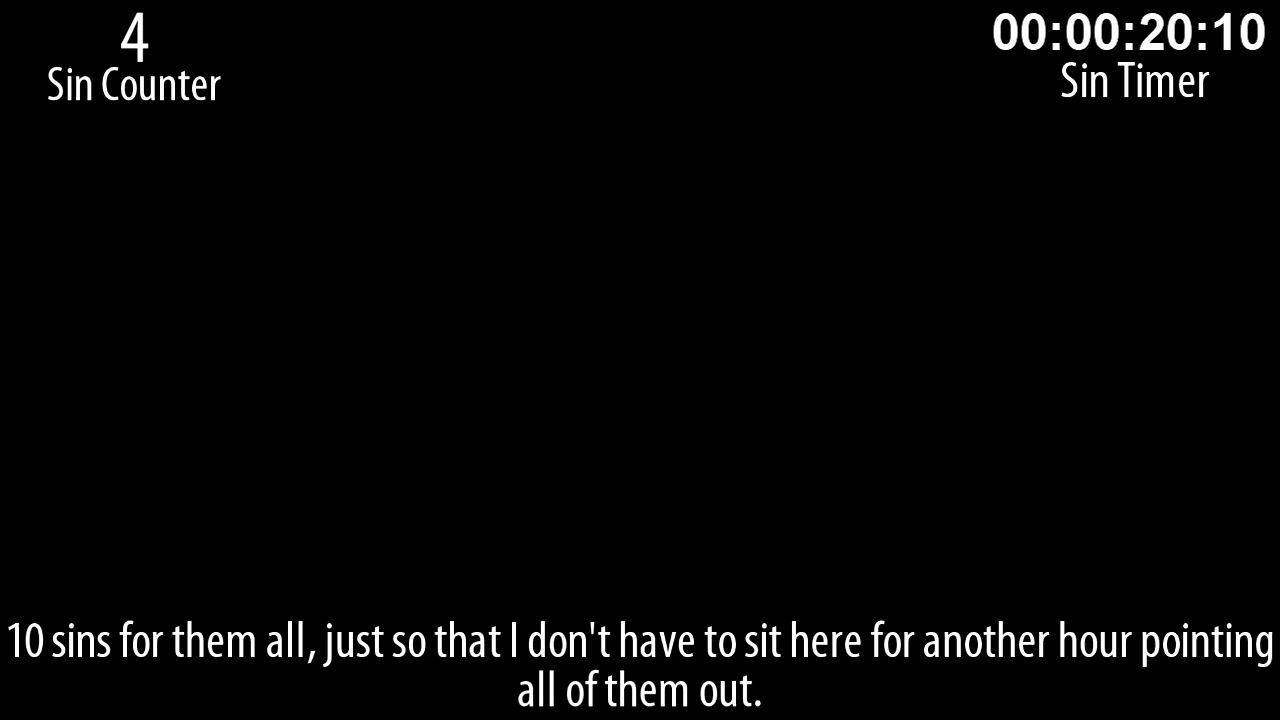 4
Sin Counter
00:00:20:10
Sin Timer
10 sins for them all, just so that I don't have to sit here for another hour pointing
all of them out.